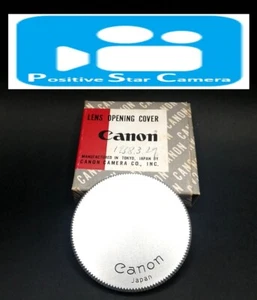 Positive Star Camera
LENS OPENING COVER
Canon
MANUFACTURED IN TOKYO, JAPAN BY
CANON CAMERA CO., INC.
Canon
Japan